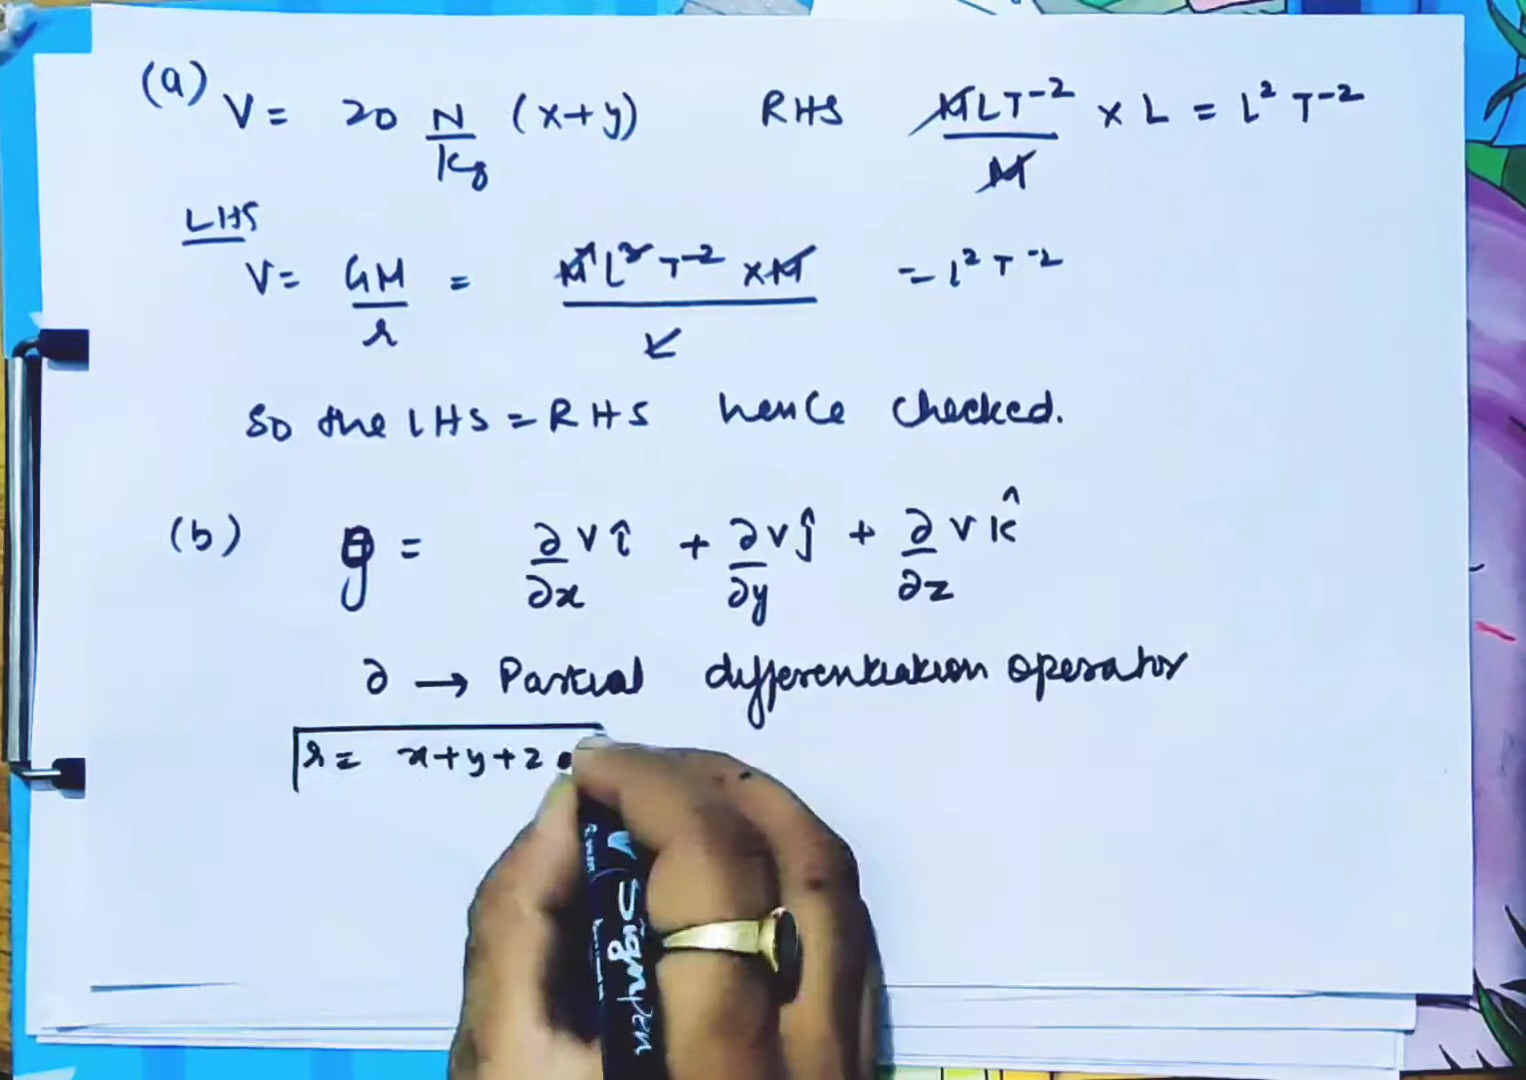 (a) V = 20 N/kg (x+y) RHS MLT⁻²/M × L = L² T⁻²
LHS
V = GM/r = M⁻¹L³T⁻² × M/L = L² T⁻²
So the LHS = RHS hence checked.
(b) g = ∂/∂x V î + ∂/∂y V ĵ + ∂/∂z V k̂
∂ → Partial differentiation operator
r = x+y+z
Signature